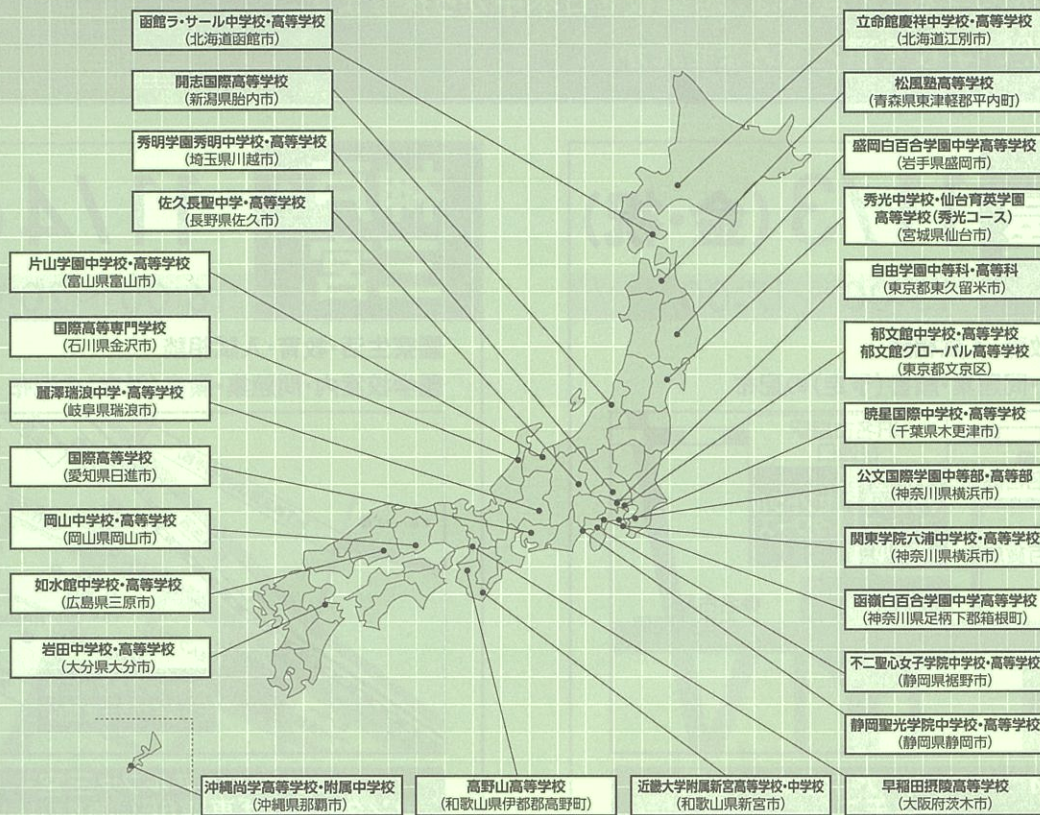 函館ラ・サール中学校・高等学校
(北海道函館市)
開志国際高等学校
(新潟県胎内市)
秀明学園秀明中学校・高等学校
(埼玉県川越市)
佐久長聖中学・高等学校
(長野県佐久市)
片山学園中学校・高等学校
(富山県富山市)
国際高等専門学校
(石川県金沢市)
麗澤瑞浪中学・高等学校
(岐阜県瑞浪市)
国際高等学校
(愛知県日進市)
岡山中学校・高等学校
(岡山県岡山市)
如水館中学校・高等学校
(広島県三原市)
岩田中学校・高等学校
(大分県大分市)
立命館慶祥中学校・高等学校
(北海道江別市)
松風塾高等学校
(青森県東津軽郡平内町)
盛岡白百合学園中学高等学校
(岩手県盛岡市)
秀光中学校・仙台育英学園
高等学校(秀光コース)
(宮城県仙台市)
自由学園中等科・高等科
(東京都東久留米市)
郁文館中学校・高等学校
郁文館グローバル高等学校
(東京都文京区)
暁星国際中学校・高等学校
(千葉県木更津市)
公文国際学園中等部・高等部
(神奈川県横浜市)
関東学院六浦中学校・高等学校
(神奈川県横浜市)
函嶺白百合学園中学高等学校
(神奈川県足柄下郡箱根町)
不二聖心女子学院中学校・高等学校
(静岡県裾野市)
静岡聖光学院中学校・高等学校
(静岡県静岡市)
沖縄尚学高等学校・附属中学校
(沖縄県那覇市)
高野山高等学校
(和歌山県伊都郡高野町)
近畿大学附属新宮高等学校・中学校
(和歌山県新宮市)
早稲田摂陵高等学校
(大阪府茨木市)